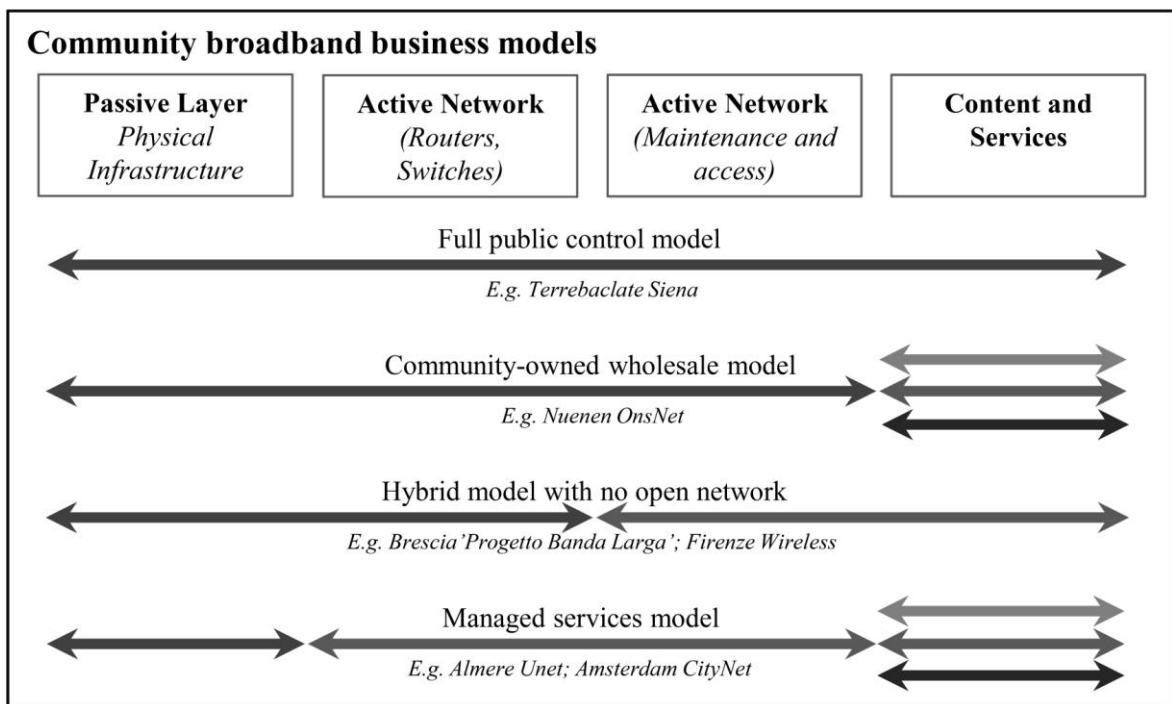 Community broadband business models
Passive Layer
Physical
Infrastructure
Active Network
(Routers,
Switches)
Active Network
(Maintenance and
access)
Content and
Services
Full public control model
E.g. Terrebaclate Siena
Community-owned wholesale model
E.g. Nuenen OnsNet
Hybrid model with no open network
E.g. Brescia’Progetto Banda Larga’; Firenze Wireless
Managed services model
E.g. Almere Unet; Amsterdam CityNet